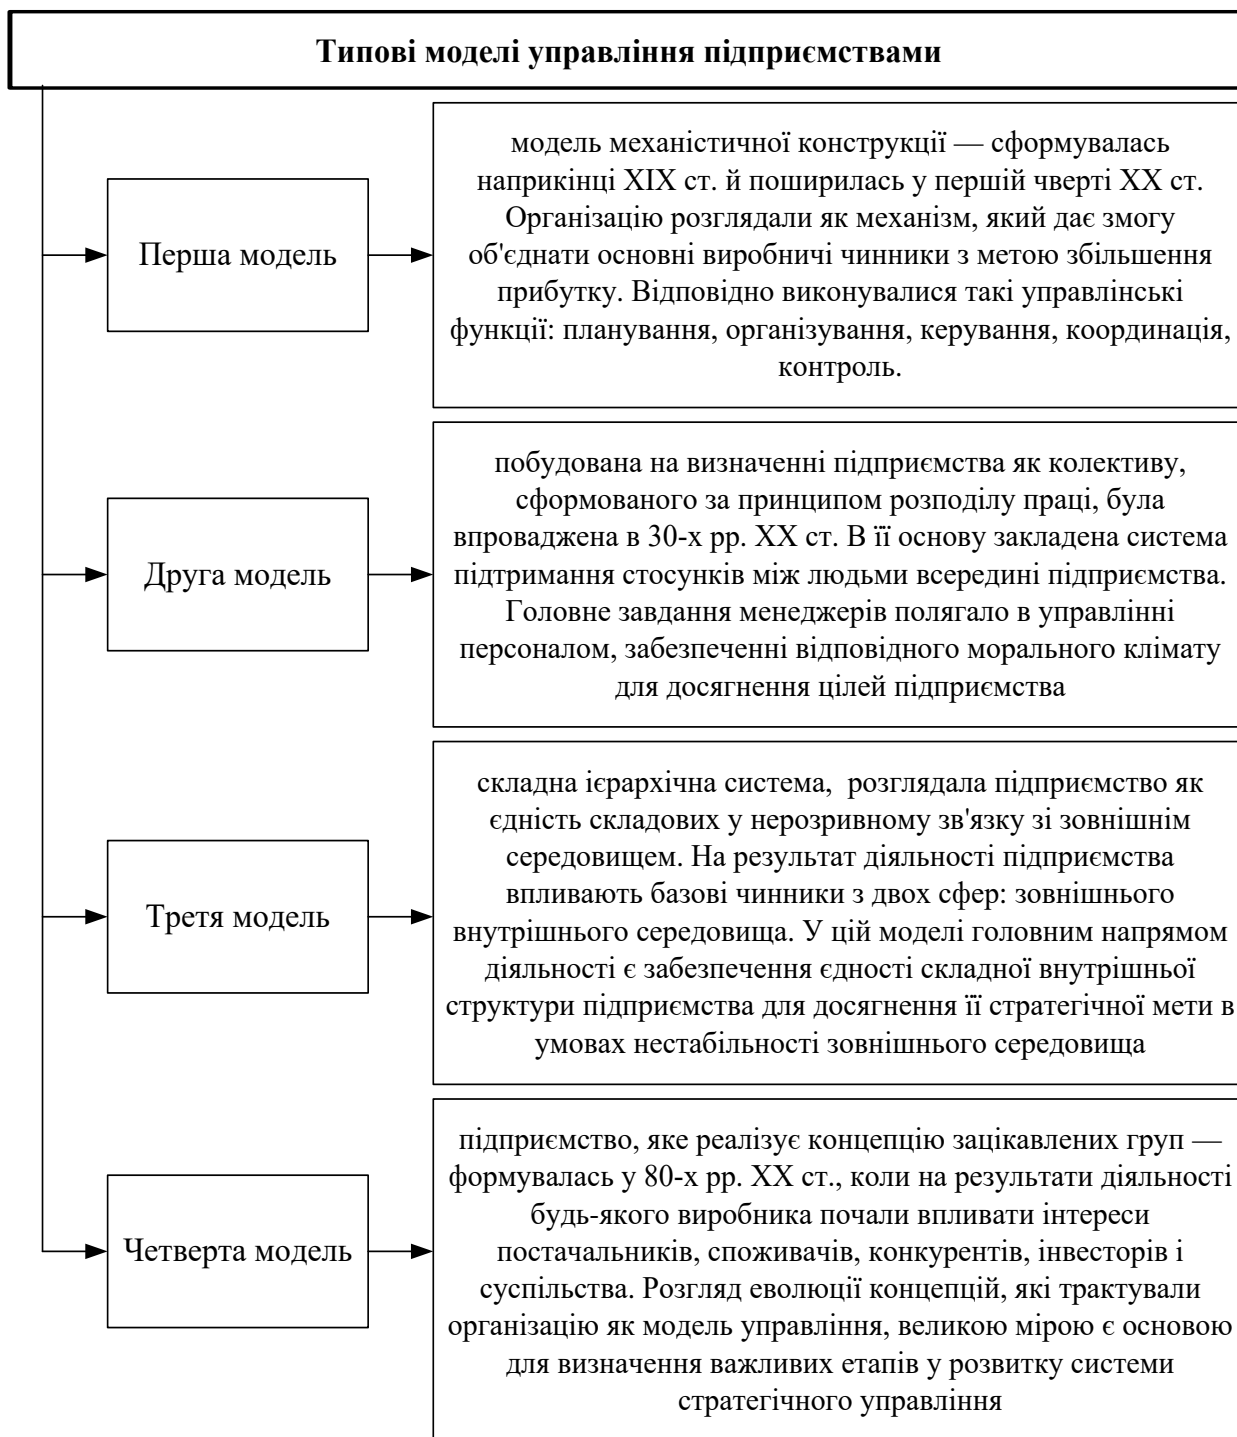 Типові моделі управління підприємствами
Перша модель
модель механістичної конструкції — сформувалась
наприкінці XIX ст. й поширилась у першій чверті XX ст.
Організацію розглядали як механізм, який дає змогу
об'єднати основні виробничі чинники з метою збільшення
прибутку. Відповідно виконувалися такі управлінські
функції: планування, організування, керування, координація,
контроль.
Друга модель
побудована на визначенні підприємства як колективу,
сформованого за принципом розподілу праці, була
впроваджена в 30-х рр. XX ст. В її основу закладена система
підтримання стосунків між людьми всередині підприємства.
Головне завдання менеджерів полягало в управлінні
персоналом, забезпеченні відповідного морального клімату
для досягнення цілей підприємства
Третя модель
складна ієрархічна система, розглядала підприємство як
єдність складових у нерозривному зв'язку зі зовнішнім
середовищем. На результат діяльності підприємства
впливають базові чинники з двох сфер: зовнішнього
внутрішнього середовища. У цій моделі головним напрямом
діяльності є забезпечення єдності складної внутрішньої
структури підприємства для досягнення її стратегічної мети в
умовах нестабільності зовнішнього середовища
Четверта модель
підприємство, яке реалізує концепцію зацікавлених груп —
формувалась у 80-х рр. XX ст., коли на результати діяльності
будь-якого виробника почали впливати інтереси
постачальників, споживачів, конкурентів, інвесторів і
суспільства. Розгляд еволюції концепцій, які трактували
організацію як модель управління, великою мірою є основою
для визначення важливих етапів у розвитку системи
стратегічного управління